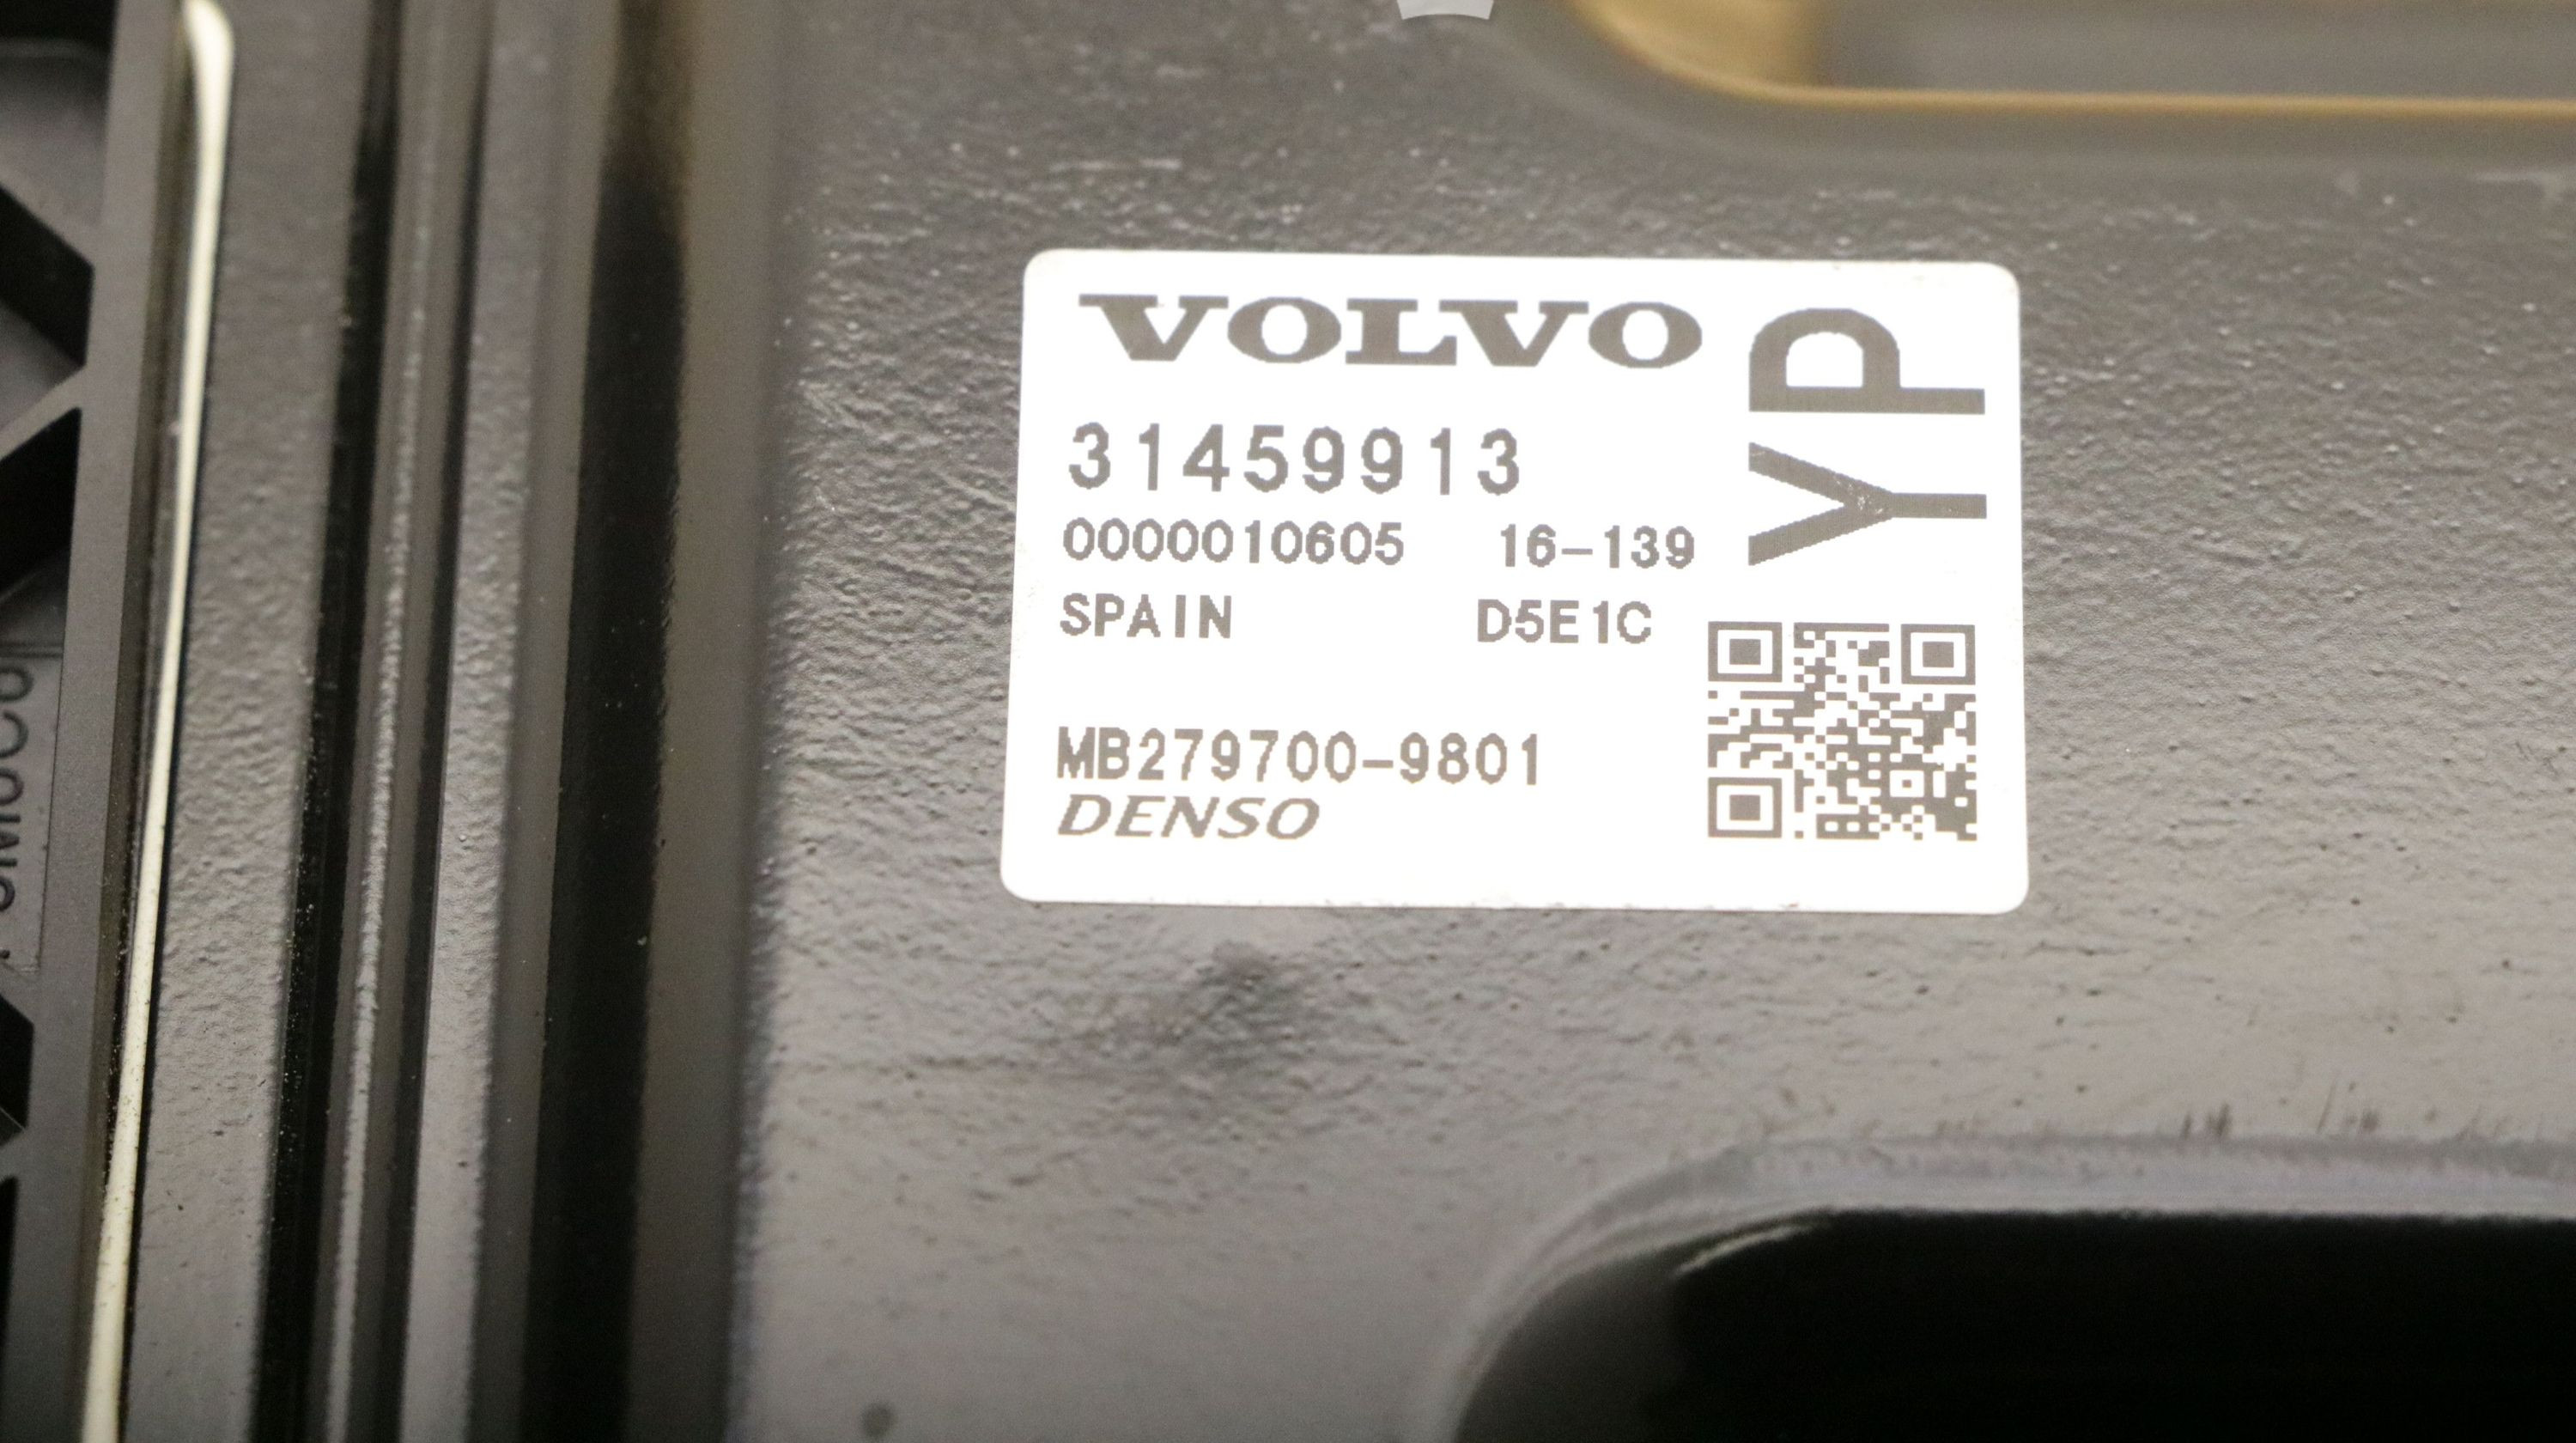 VOLVO
YP
31459913
0000010605 16-139
SPAIN D5E1C
MB279700-9801
DENSO